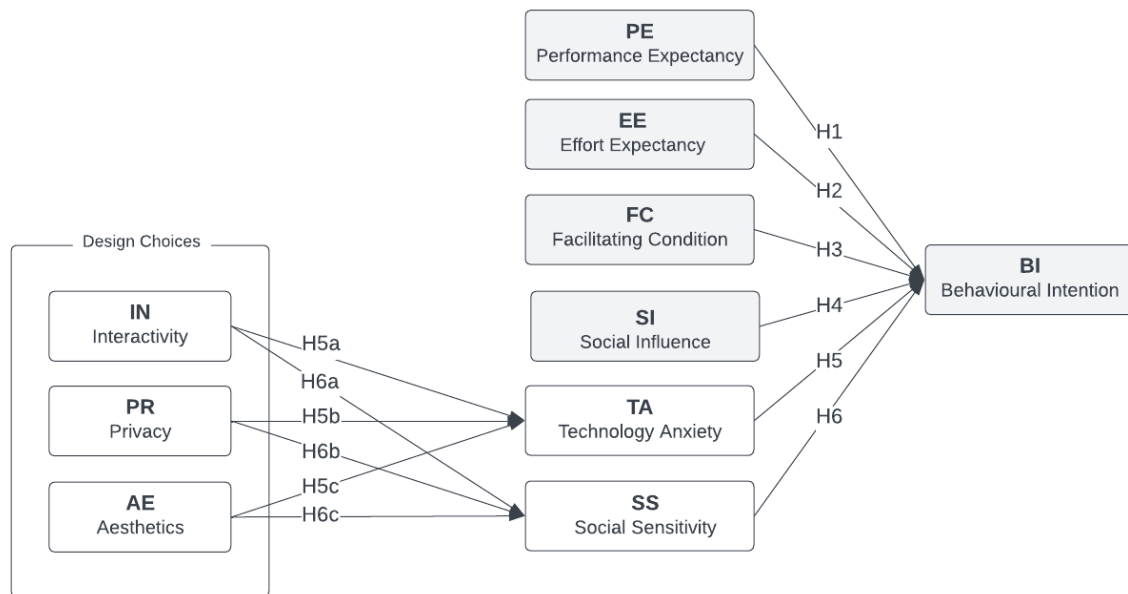 PE
Performance Expectancy
EE
Effort Expectancy
FC
Facilitating Condition
SI
Social Influence
TA
Technology Anxiety
SS
Social Sensitivity
Design Choices
IN
Interactivity
PR
Privacy
AE
Aesthetics
H5a
H6a
H5b
H6b
H5c
H6c
H1
H2
H3
H4
H5
H6
BI
Behavioural Intention